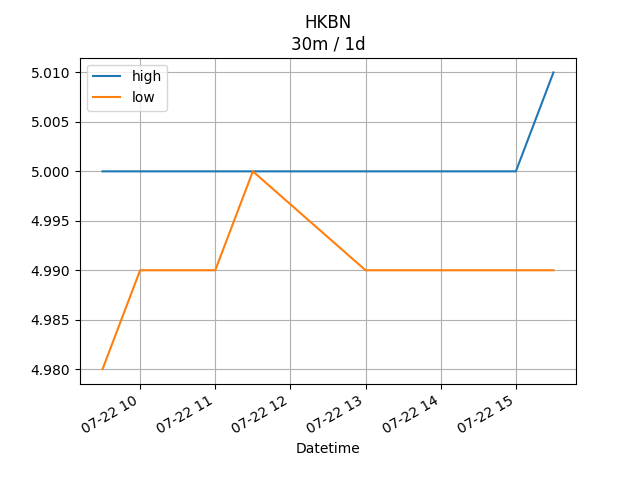 HKBN
30m / 1d
high
low
5.010
5.005
5.000
4.995
4.990
4.985
4.980
07-22 10
07-22 11
07-22 12
07-22 13
07-22 14
07-22 15
Datetime